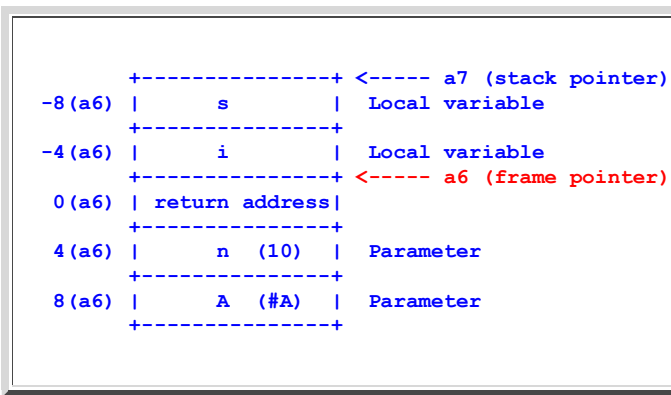 +---------------+ <----- a7 (stack pointer)
-8(a6) |       s       |  Local variable
       +---------------+
-4(a6) |       i       |  Local variable
       +---------------+ <----- a6 (frame pointer)
 0(a6) | return address|
       +---------------+
 4(a6) |       n  (10) |  Parameter
       +---------------+
 8(a6) |       A  (#A) |  Parameter
       +---------------+